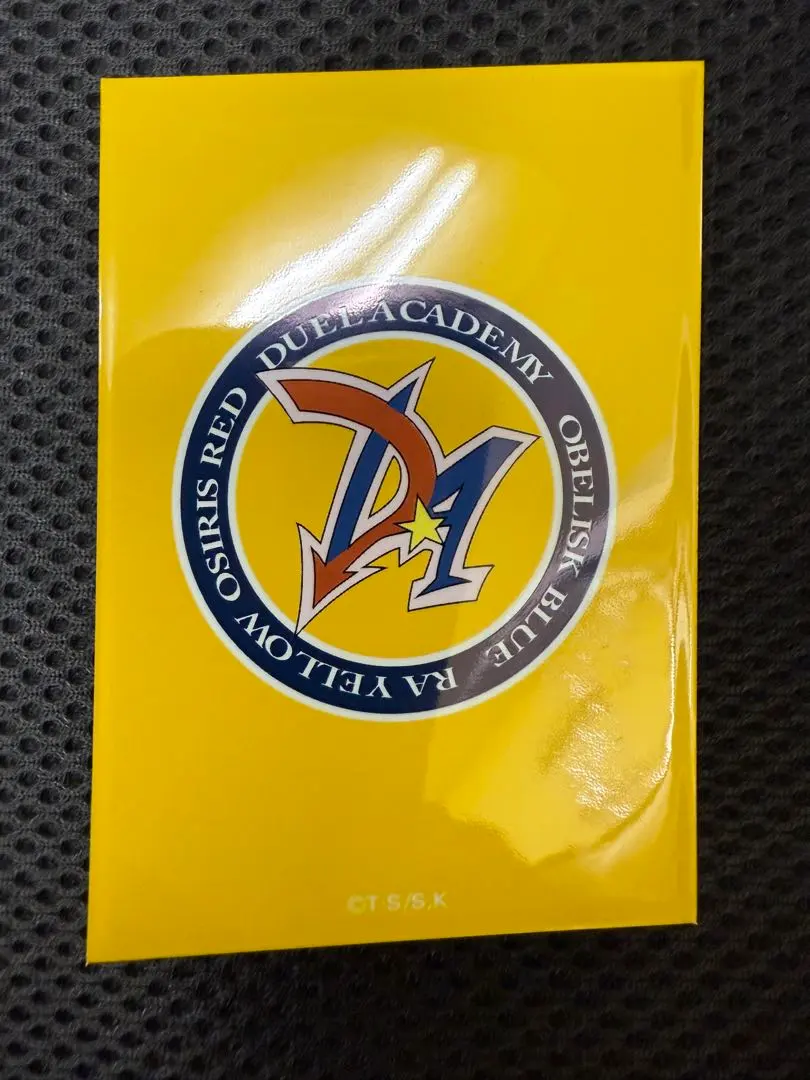 DUEL ACADEMY
OBELISK BLUE
RA YELLOW
OSIRIS RED
DA
©T S/S.K